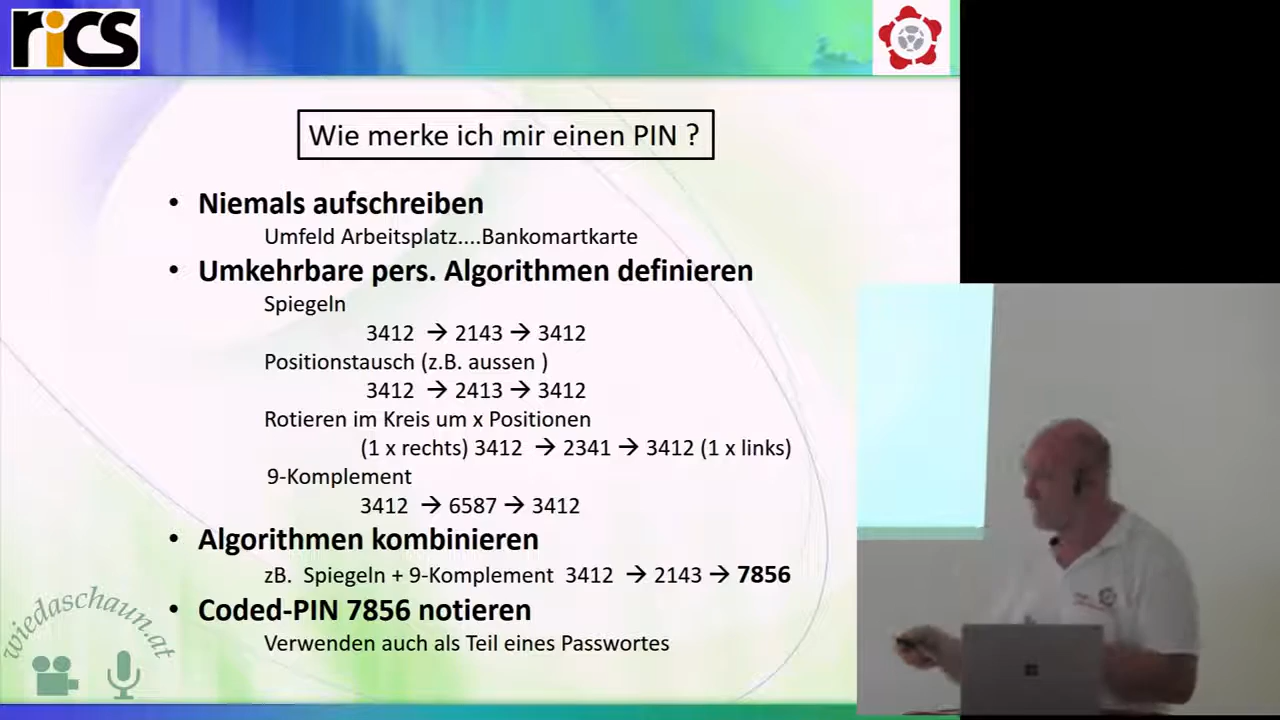 rics
Wie merke ich mir einen PIN ?
• Niemals aufschreiben
Umfeld Arbeitsplatz....Bankomartkarte
• Umkehrbare pers. Algorithmen definieren
Spiegeln
3412 → 2143 → 3412
Positionstausch (z.B. aussen )
3412 → 2413 → 3412
Rotieren im Kreis um x Positionen
(1 x rechts) 3412 → 2341 → 3412 (1 x links)
9-Komplement
3412 → 6587 → 3412
• Algorithmen kombinieren
zB. Spiegeln + 9-Komplement 3412 → 2143 → 7856
• Coded-PIN 7856 notieren
Verwenden auch als Teil eines Passwortes
wiedaschaun.at